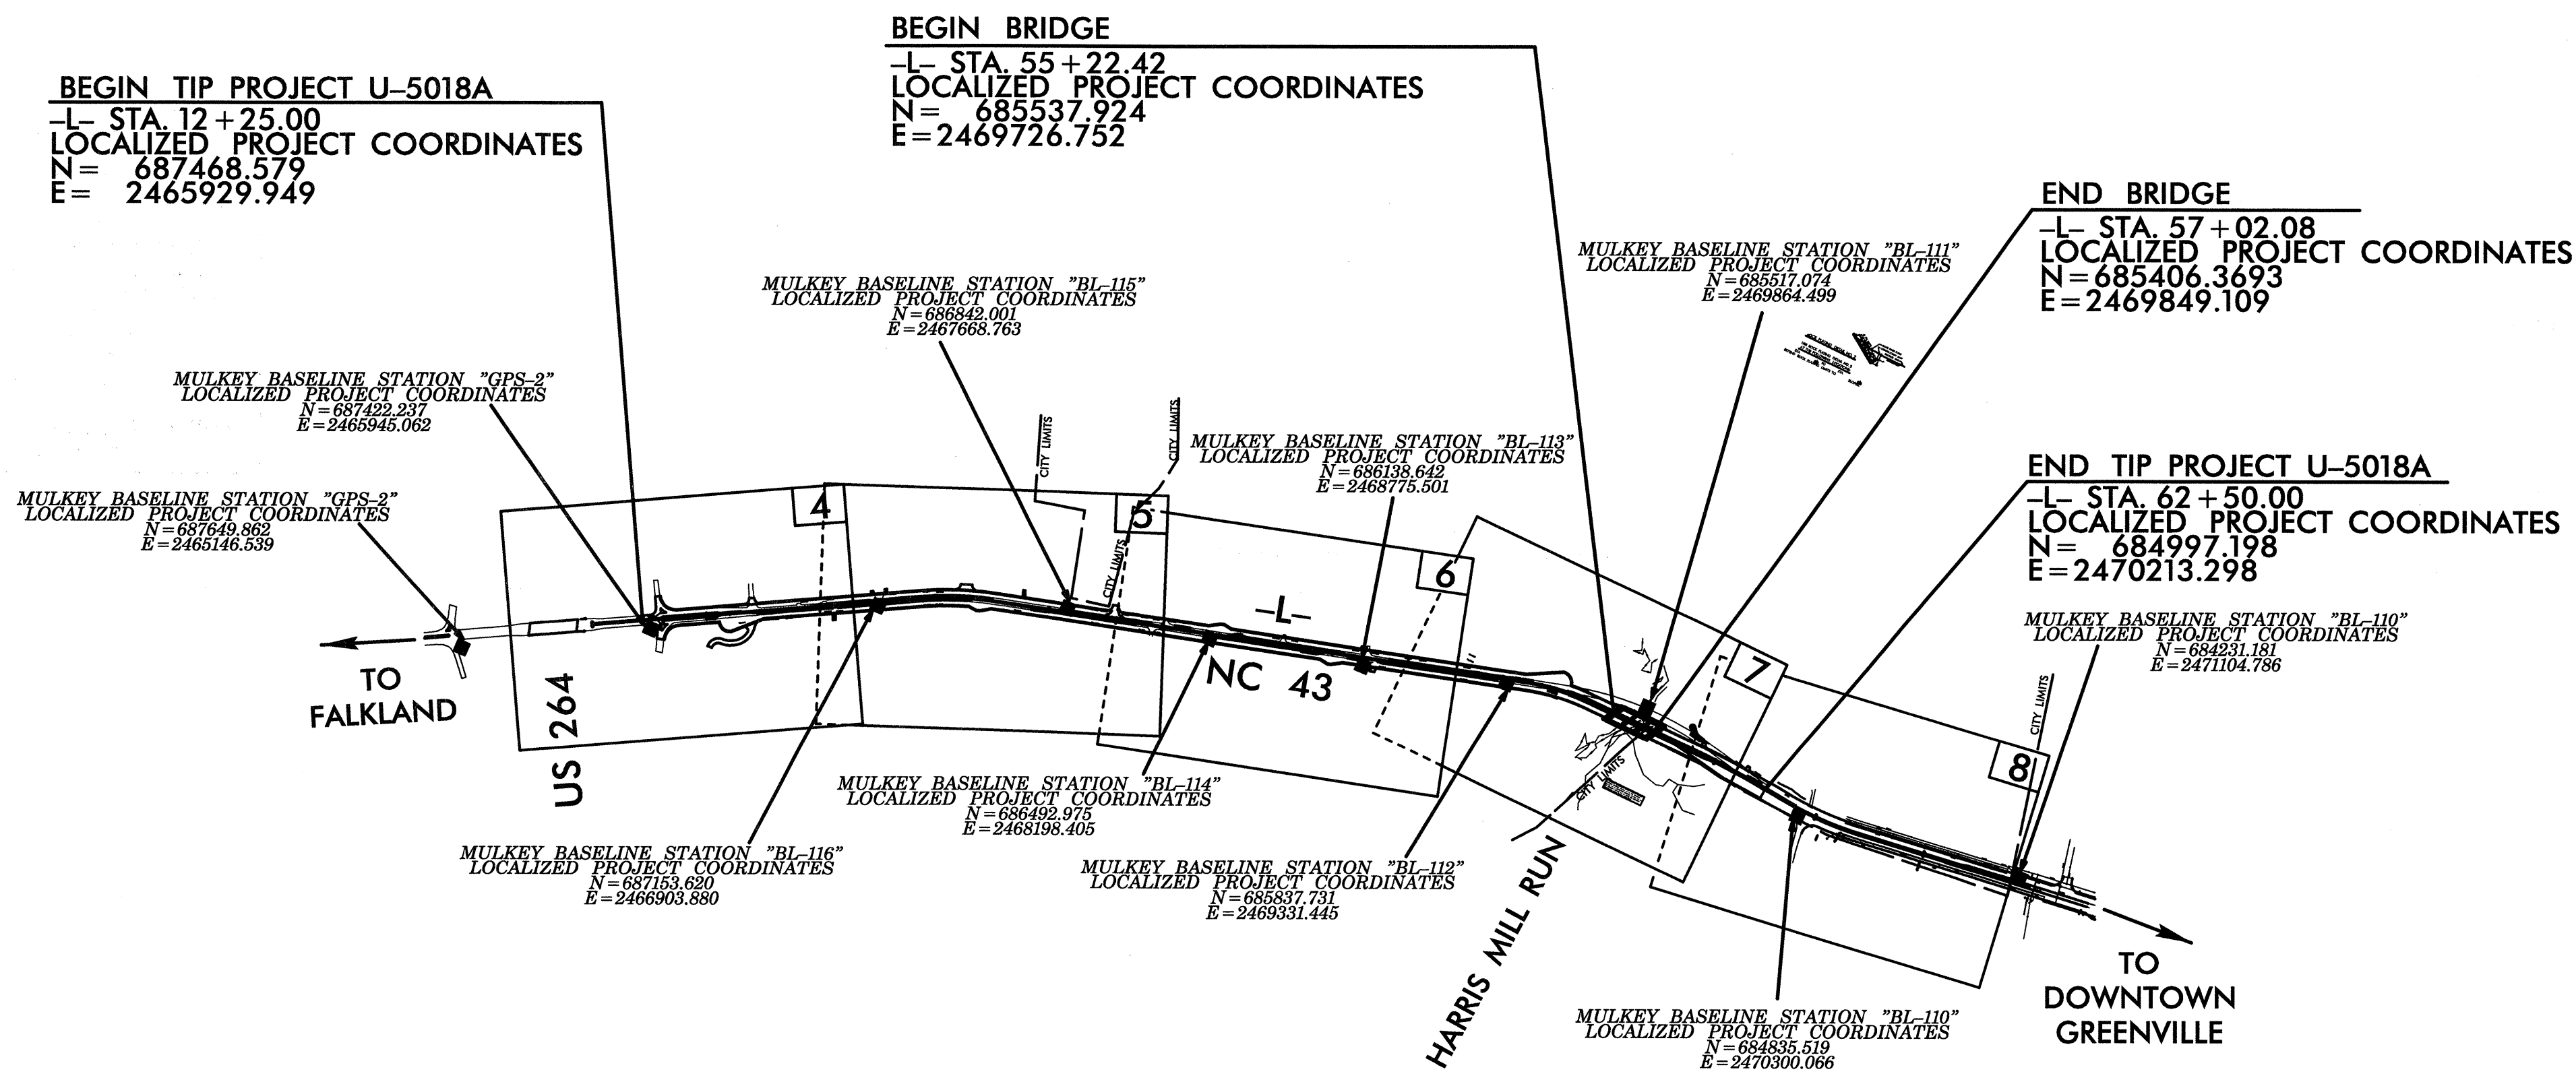 BEGIN BRIDGE
–L– STA. 55+22.42
LOCALIZED PROJECT COORDINATES
N= 685537.924
E=2469726.752
BEGIN TIP PROJECT U–5018A
–L– STA. 12+25.00
LOCALIZED PROJECT COORDINATES
N= 687468.579
E= 2465929.949
END BRIDGE
–L– STA. 57+02.08
LOCALIZED PROJECT COORDINATES
N=685406.3693
E=2469849.109
MULKEY BASELINE STATION "BL–111"
LOCALIZED PROJECT COORDINATES
N=685517.074
E=2469864.499
MULKEY BASELINE STATION "BL–115"
LOCALIZED PROJECT COORDINATES
N=686842.001
E=2467668.763
MULKEY BASELINE STATION "GPS–2"
LOCALIZED PROJECT COORDINATES
N=687422.237
E=2465945.062
MULKEY BASELINE STATION "BL–113"
LOCALIZED PROJECT COORDINATES
N=686138.642
E=2468775.501
CITY LIMITS
CITY LIMITS
END TIP PROJECT U–5018A
–L– STA. 62+50.00
LOCALIZED PROJECT COORDINATES
N= 684997.198
E=2470213.298
MULKEY BASELINE STATION "GPS–2"
LOCALIZED PROJECT COORDINATES
N=687649.862
E=2465146.539
4
5
6
7
8
CITY LIMITS
–L–
NC 43
MULKEY BASELINE STATION "BL–110"
LOCALIZED PROJECT COORDINATES
N=684231.181
E=2471104.786
CITY LIMITS
TO
FALKLAND
US 264
CITY LIMITS
MULKEY BASELINE STATION "BL–114"
LOCALIZED PROJECT COORDINATES
N=686492.975
E=2468198.405
MULKEY BASELINE STATION "BL–116"
LOCALIZED PROJECT COORDINATES
N=687153.620
E=2466903.880
MULKEY BASELINE STATION "BL–112"
LOCALIZED PROJECT COORDINATES
N=685837.731
E=2469331.445
HARRIS MILL RUN
MULKEY BASELINE STATION "BL–110"
LOCALIZED PROJECT COORDINATES
N=684835.519
E=2470300.066
TO
DOWNTOWN
GREENVILLE